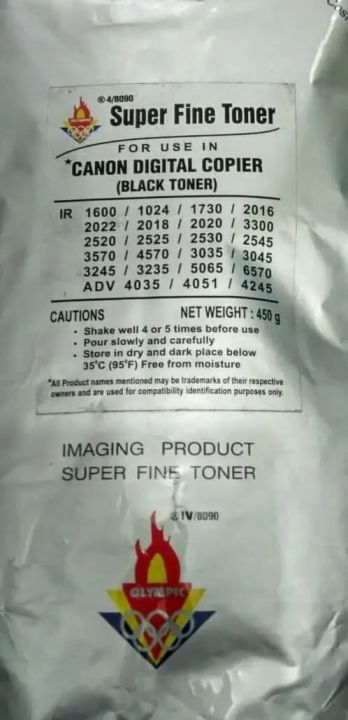 ® 4/8090
OLYMPIC
Super Fine Toner
FOR USE IN
*CANON DIGITAL COPIER
(BLACK TONER)
IR 1600 / 1024 / 1730 / 2016
2022 / 2018 / 2020 / 3300
2520 / 2525 / 2530 / 2545
3570 / 4570 / 3035 / 3045
3245 / 3235 / 5065 / 6570
ADV 4035 / 4051 / 4245
CAUTIONS NET WEIGHT : 450 g
• Shake well 4 or 5 times before use
• Pour slowly and carefully
• Store in dry and dark place below
35°C (95°F) Free from moisture
*All Product names mentioned may be trademarks of their respective
owners and are used for compatibility identification purposes only.
IMAGING PRODUCT
SUPER FINE TONER
®/IV/8090
OLYMPIC